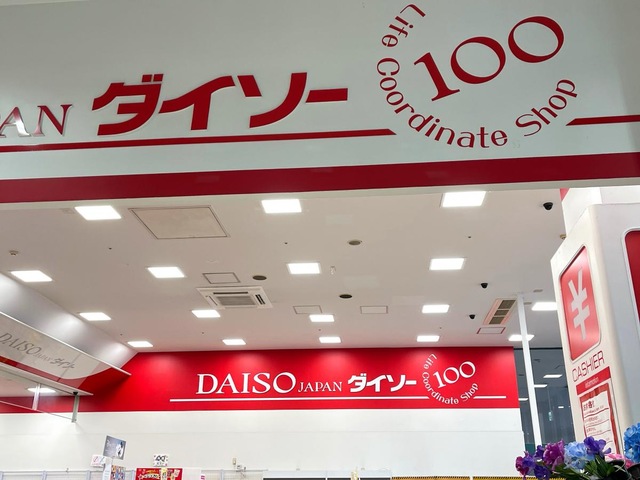 PAN ダイソー
Life Coordinate Shop
100
DAISO JAPAN ダイソー
Life Coordinate Shop
100
DAISO JAPAN ダイソー
¥
CASHIER